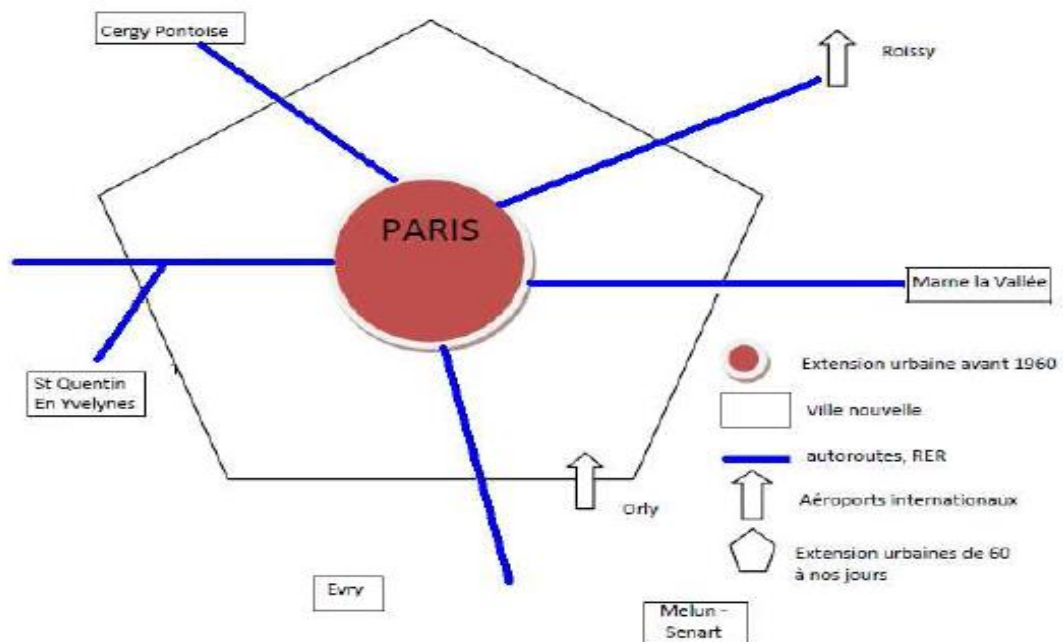 Cergy Pontoise
Roissy
PARIS
Marne la Vallée
St Quentin
En Yvelynes
Extension urbaine avant 1960
Ville nouvelle
autoroutes, RER
Aéroports internationaux
Orly
Extension urbaines de 60
à nos jours
Evry
Melun -
Senart